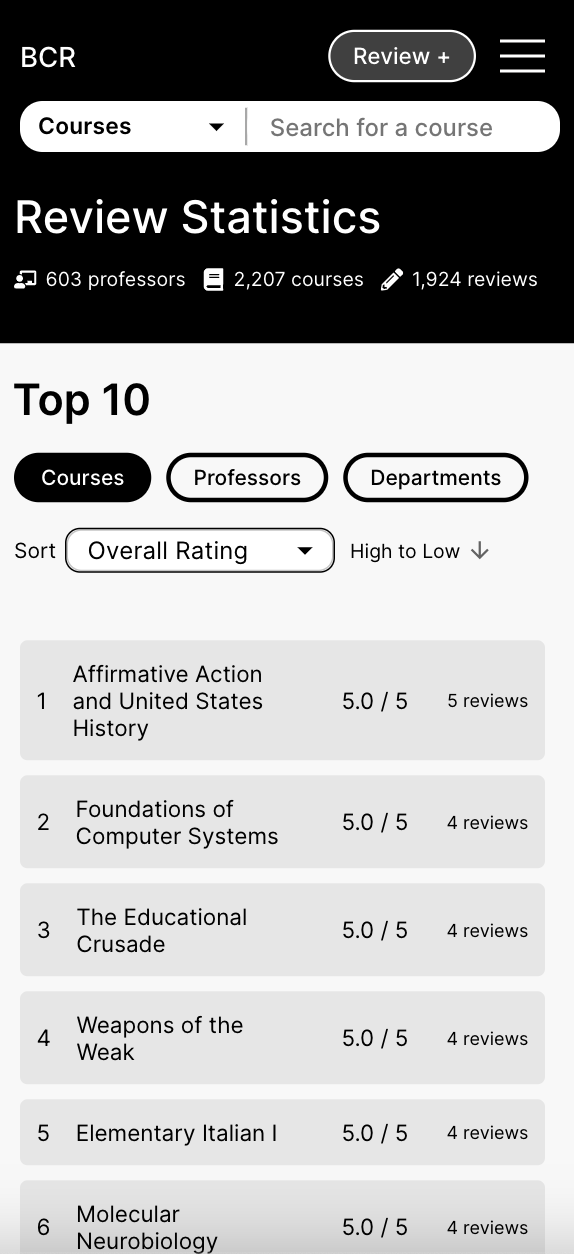 BCR
Review +
Courses
Search for a course
Review Statistics
603 professors 2,207 courses 1,924 reviews
Top 10
Courses Professors Departments
Sort Overall Rating High to Low
1 Affirmative Action
and United States
History
5.0 / 5 5 reviews
2 Foundations of
Computer Systems
5.0 / 5 4 reviews
3 The Educational
Crusade
5.0 / 5 4 reviews
4 Weapons of the
Weak
5.0 / 5 4 reviews
5 Elementary Italian I 5.0 / 5 4 reviews
6 Molecular
Neurobiology
5.0 / 5 4 reviews